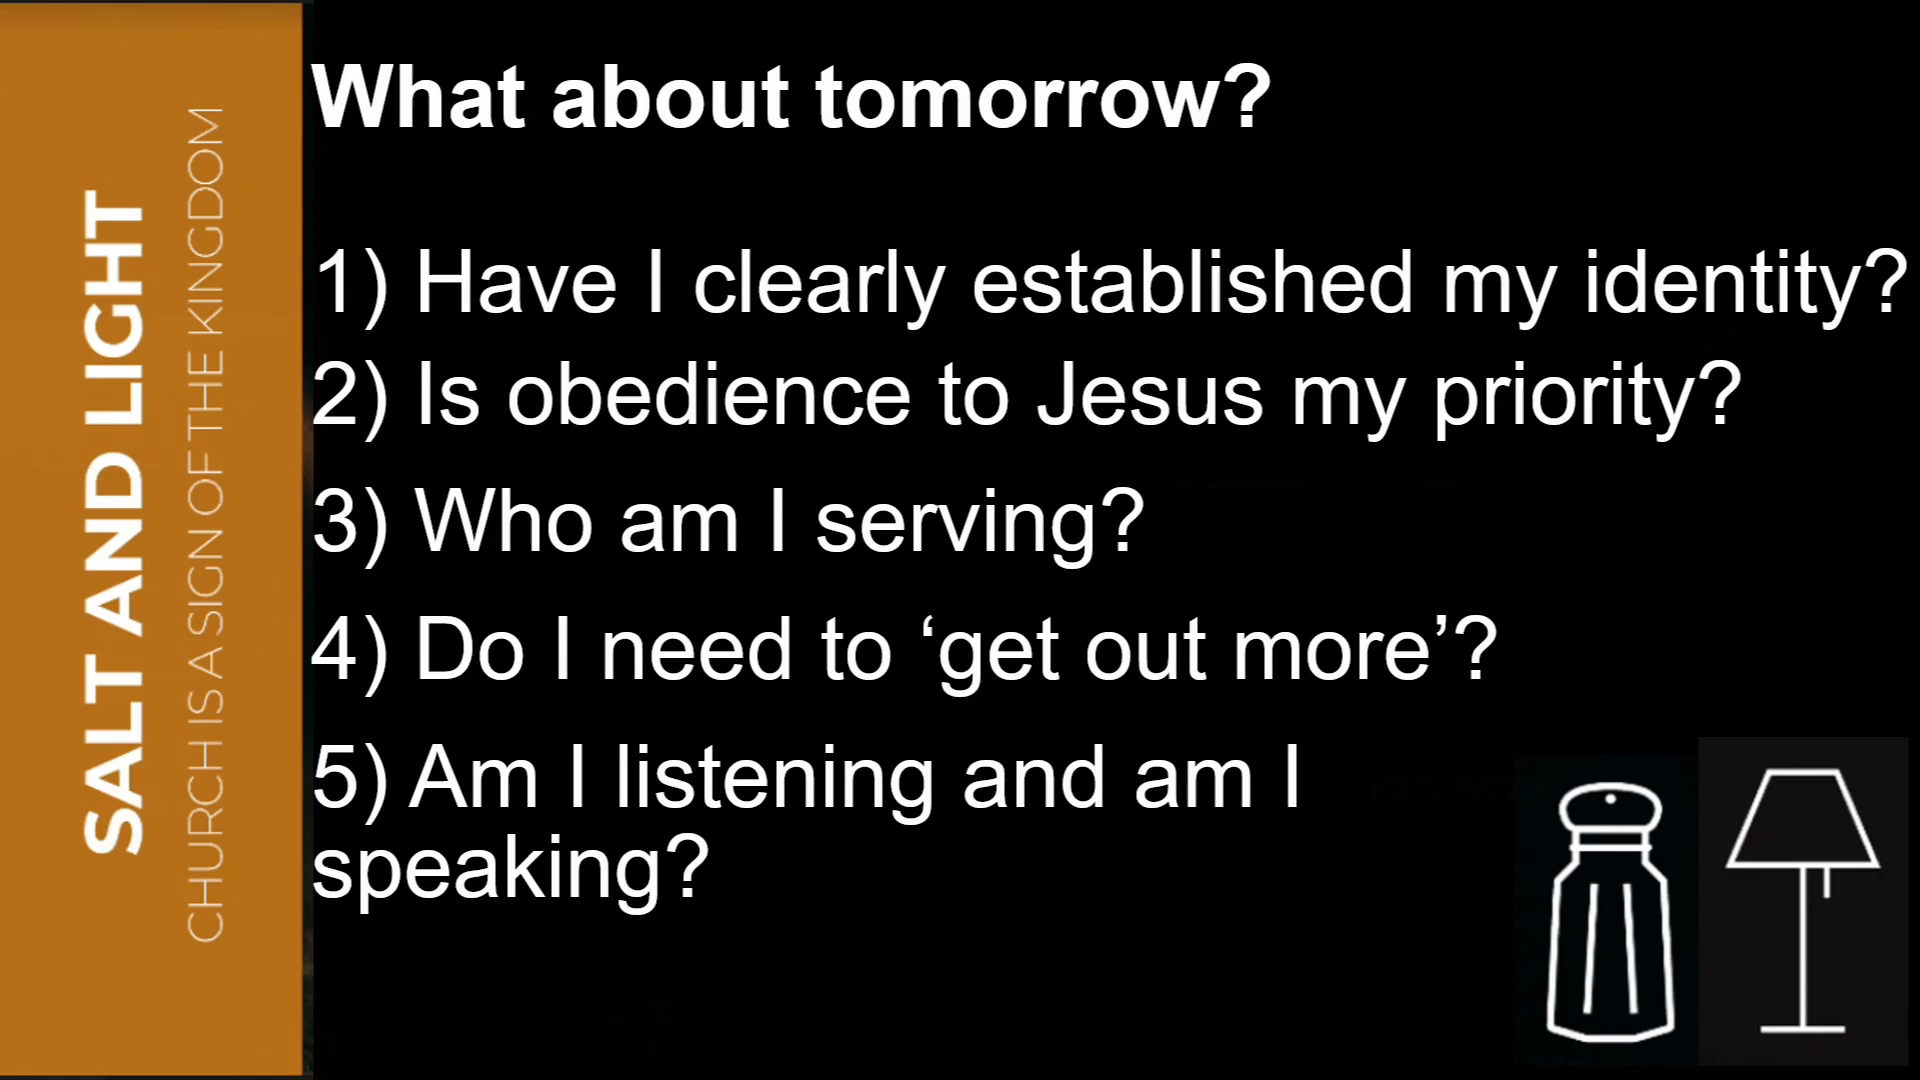 SALT AND LIGHT
CHURCH IS A SIGN OF THE KINGDOM
What about tomorrow?
1) Have I clearly established my identity?
2) Is obedience to Jesus my priority?
3) Who am I serving?
4) Do I need to ‘get out more’?
5) Am I listening and am I
speaking?